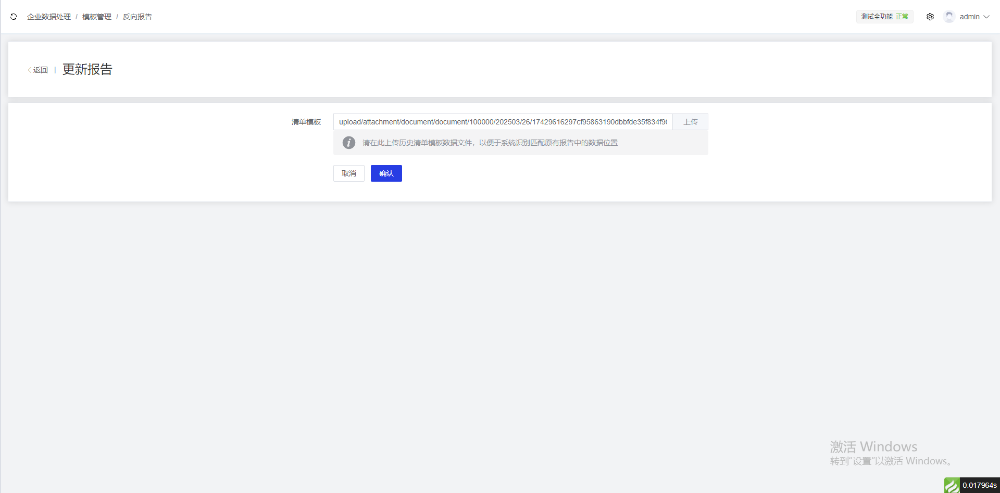 企业数据处理 / 模板管理 / 反向报告
测试全功能 正常
admin
返回 | 更新报告
清单模板
upload/attachment/document/document/100000/202503/26/17429616297cf95863190dbbfde35f834f96
上传
请在此上传历史清单模板数据文件，以便于系统识别匹配原有报告中的数据位置
取消
确认
激活 Windows
转到“设置”以激活 Windows。
0.017964s